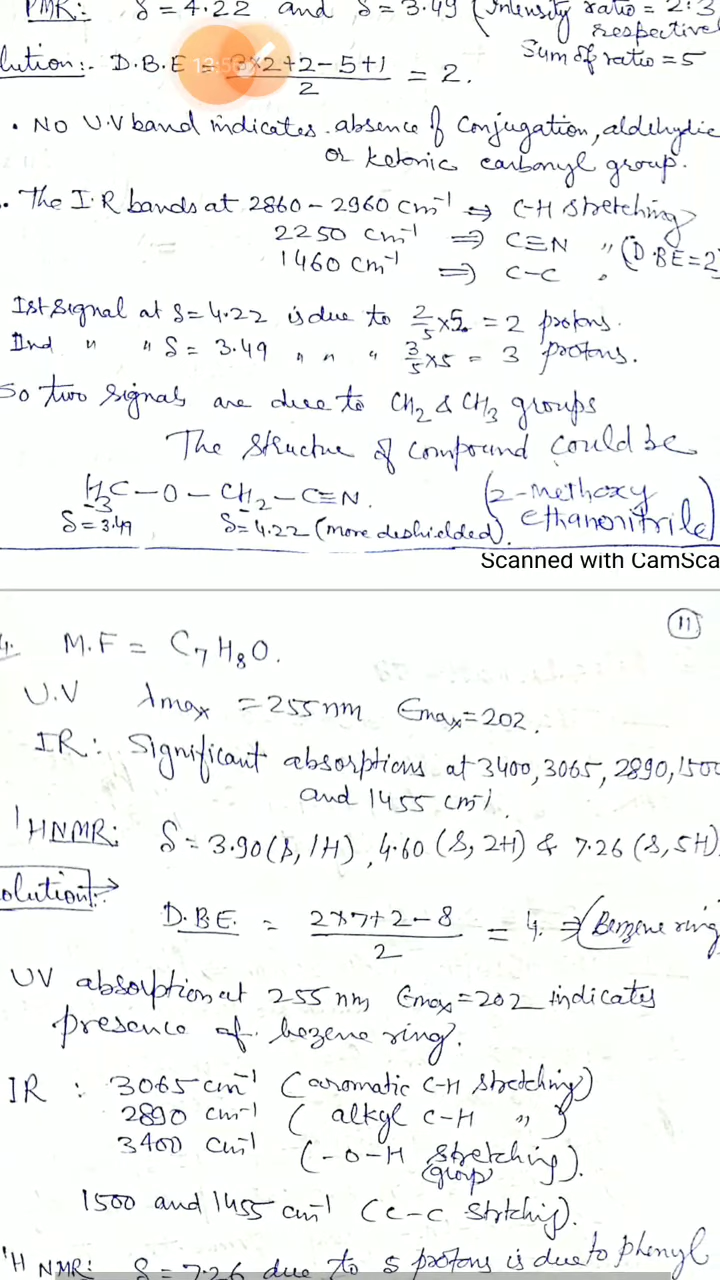 PMR: δ = 4.22 and δ = 3.49 (Intensity ratio = 2:3
respective
Sum of ratio = 5
lution:- D.B.E = 3×2+2-5+1 / 2 = 2.
• No U.V band indicates absence of conjugation, aldehydic
or ketonic carbonyl group.
• The I.R bands at 2860 - 2960 cm⁻¹ ⇒ C-H stretching
2250 cm⁻¹ ⇒ C≡N " (D.BE=2
1460 cm⁻¹ ⇒ C-C "
Ist signal at δ = 4.22 is due to 2/5 × 5 = 2 protons.
IInd " " δ = 3.49 " " " 3/5 × 5 = 3 protons.
So two signals are due to CH₂ & CH₃ groups
The structure of compound could be
H₃C - O - CH₂ - C≡N. (2-methoxy
δ = 3.49 δ = 4.22 (more deshielded). ethanonitrile)
Scanned with CamSca
11
4. M.F = C₇H₈O.
U.V λmax = 255 nm Emax = 202.
IR: Significant absorptions at 3400, 3065, 2890, 1500
and 1455 cm⁻¹.
¹HNMR: δ = 3.90 (s, 1H), 4.60 (s, 2H) & 7.26 (s, 5H).
olution:→
D.B.E. = 2×7+2-8 / 2 = 4. ⇒ (Benzene ring
UV absorption at 255 nm Emax = 202 indicates
presence of bezene ring.
IR : 3065 cm⁻¹ (aromatic C-H stretching)
2890 cm⁻¹ ( alkyl C-H " )
3400 cm⁻¹ (-O-H stretching).
group
1500 and 1455 cm⁻¹ (C-C strtchig).
¹H NMR: δ = 7.26 due to 5 protons is due to phenyl